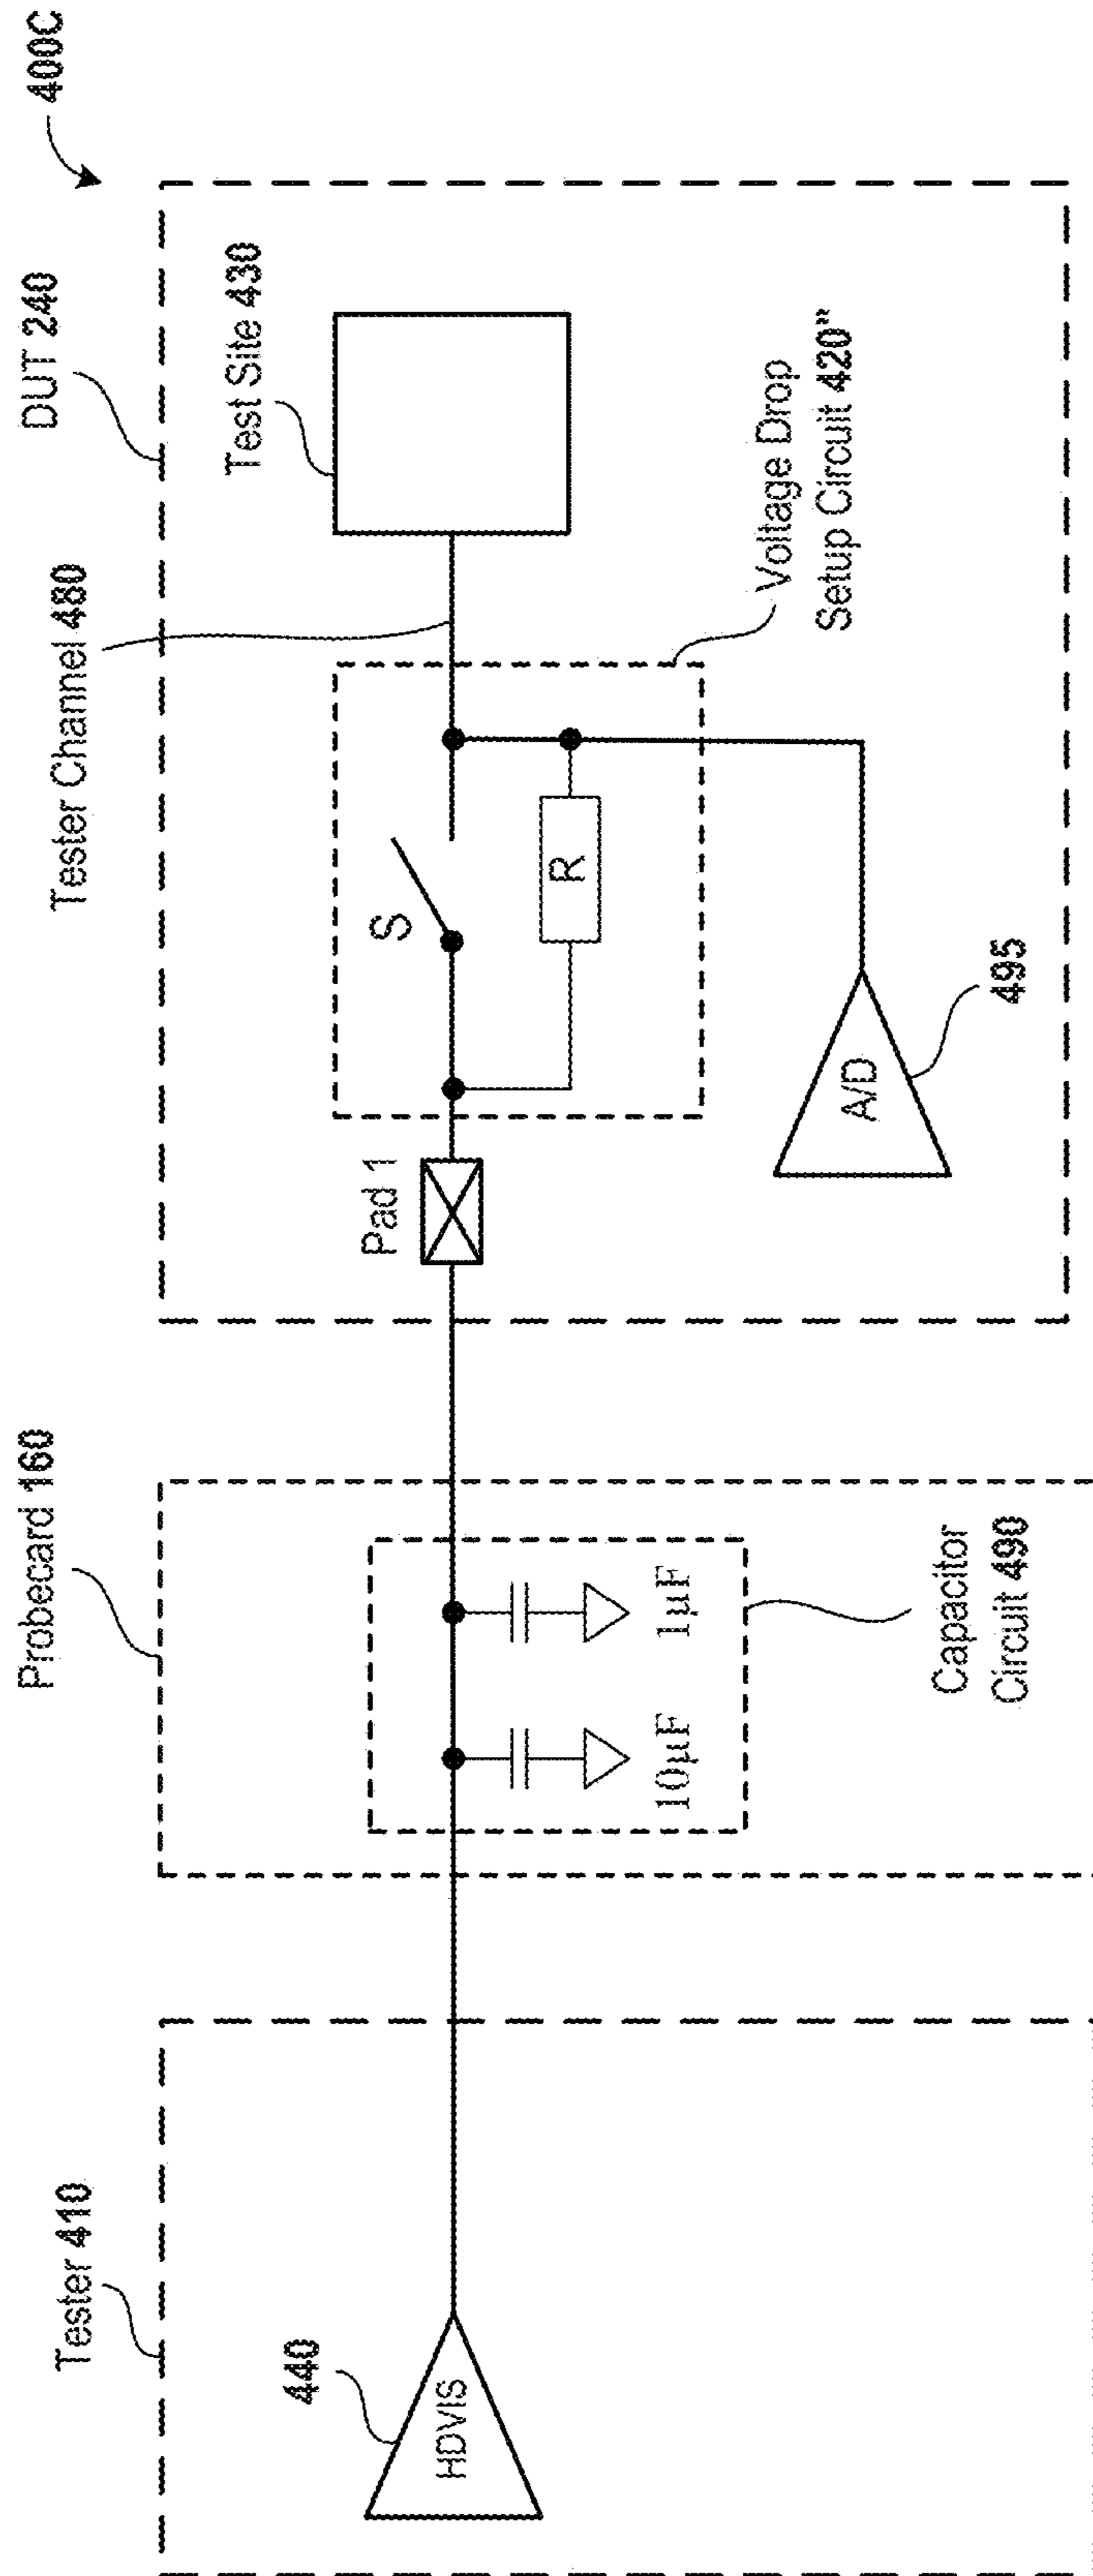 400C
Tester 410
Probecard 160
DUT 240
Tester Channel 480
Test Site 430
440
HDVIS
10µF
1µF
Capacitor
Circuit 490
Pad 1
S
R
Voltage Drop
Setup Circuit 420"
A/D
495